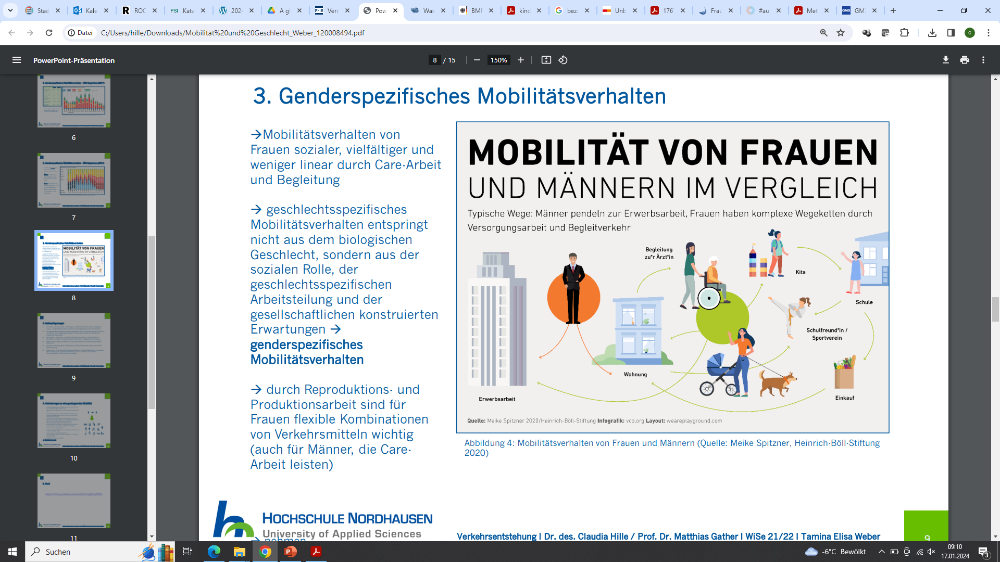 Stad
Kale
ROC
Kata
202
A gl
Verö
Pow
Was
BMF
kind
beza
Unb
176
Frau
#au
Met
GMX
Datei
C:/Users/hille/Downloads/Mobilität%20und%20Geschlecht_Weber_120008494.pdf
PowerPoint-Präsentation
8 / 15
150%
6
7
8
9
10
11
3. Genderspezifisches Mobilitätsverhalten
→Mobilitätsverhalten von
Frauen sozialer, vielfältiger und
weniger linear durch Care-Arbeit
und Begleitung
→ geschlechtsspezifisches
Mobilitätsverhalten entspringt
nicht aus dem biologischen
Geschlecht, sondern aus der
sozialen Rolle, der
geschlechtsspezifischen
Arbeitsteilung und der
gesellschaftlichen konstruierten
Erwartungen →
genderspezifisches
Mobilitätsverhalten
→ durch Reproduktions- und
Produktionsarbeit sind für
Frauen flexible Kombinationen
von Verkehrsmitteln wichtig
(auch für Männer, die Care-
Arbeit leisten)
MOBILITÄT VON FRAUEN
UND MÄNNERN IM VERGLEICH
Typische Wege: Männer pendeln zur Erwerbsarbeit, Frauen haben komplexe Wegeketten durch
Versorgungsarbeit und Begleitverkehr
Begleitung
zu*r Ärzt*in
Kita
Schule
Schulfreund*in /
Sportverein
Wohnung
Erwerbsarbeit
Einkauf
Quelle: Meike Spitzner 2020/Heinrich-Böll-Stiftung Infografik: vcd.org Layout: weareplayground.com
Abbildung 4: Mobilitätsverhalten von Frauen und Männern (Quelle: Meike Spitzner, Heinrich-Böll-Stiftung
2020)
HOCHSCHULE NORDHAUSEN
University of Applied Sciences
→ nehmen
Verkehrsentstehung I Dr. des. Claudia Hille / Prof. Dr. Matthias Gather I WiSe 21/22 I Tamina Elisa Weber
9
Suchen
-6°C Bewölkt
09:10
17.01.2024
3